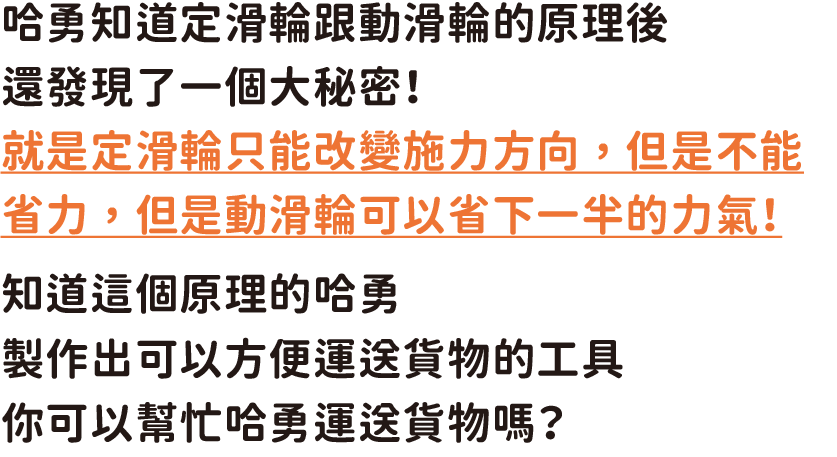 哈勇知道定滑輪跟動滑輪的原理後
還發現了一個大秘密！
就是定滑輪只能改變施力方向，但是不能
省力，但是動滑輪可以省下一半的力氣！
知道這個原理的哈勇
製作出可以方便運送貨物的工具
你可以幫忙哈勇運送貨物嗎？